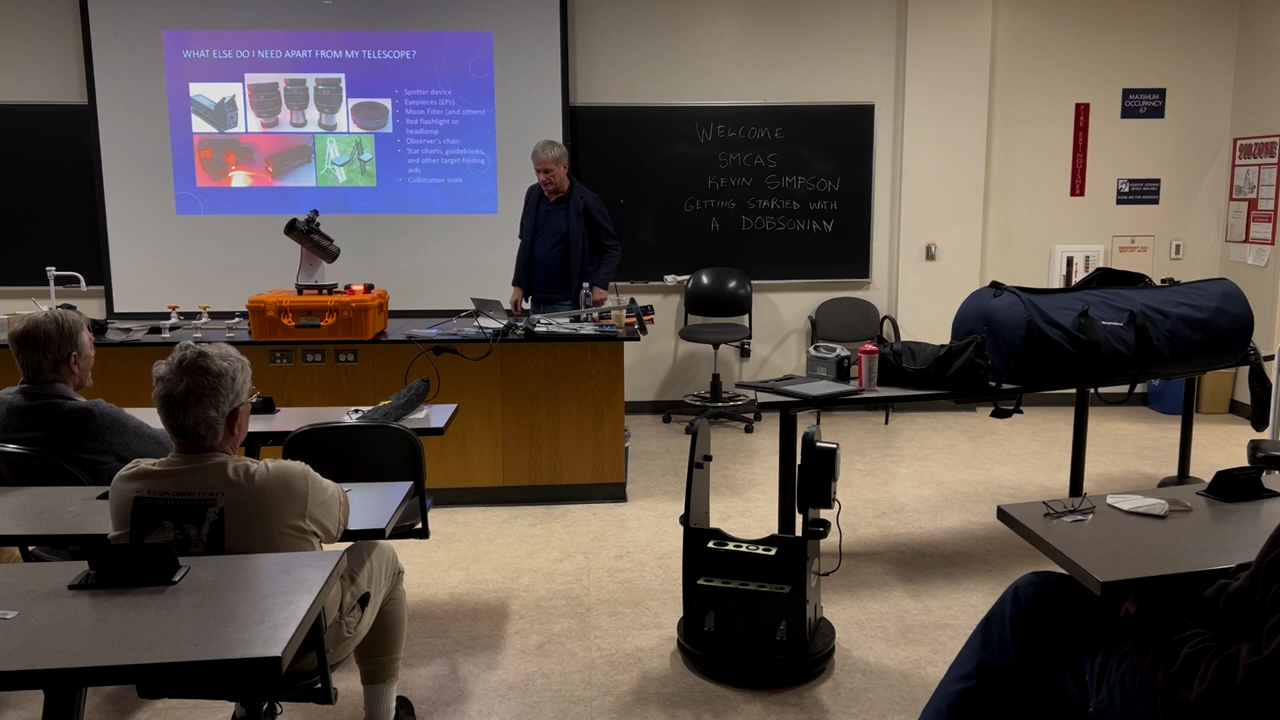 WHAT ELSE DO I NEED APART FROM MY TELESCOPE?
Spotter device
Eyepieces (EPs)
Moon Filter (and others)
Red flashlight or
headlamp
Observer's chair
Star charts, guidebooks,
and other target finding
aids
Collimation tools
WELCOME
SMCAS
KEVIN SIMPSON
GETTING STARTED WITH
A DOBSONIAN
FIRE EXTINGUISHER
MAXIMUM
OCCUPANCY
67